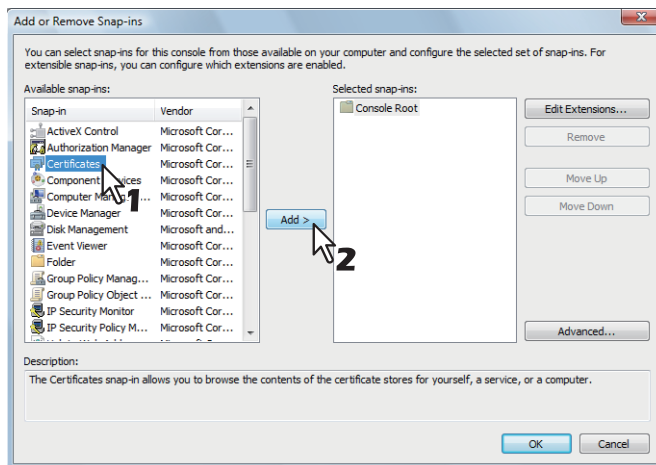 Add or Remove Snap-ins
You can select snap-ins for this console from those available on your computer and configure the selected set of snap-ins. For
extensible snap-ins, you can configure which extensions are enabled.
Available snap-ins:
Selected snap-ins:
Snap-in Vendor
ActiveX Control Microsoft Cor...
Authorization Manager Microsoft Cor...
Certificates Microsoft Cor...
Component Microsoft Cor...
Computer Microsoft Cor...
Device Manager Microsoft Cor...
Disk Management Microsoft and...
Event Viewer Microsoft Cor...
Folder Microsoft Cor...
Group Policy Manag... Microsoft Cor...
Group Policy Object ... Microsoft Cor...
IP Security Monitor Microsoft Cor...
IP Security Policy M... Microsoft Cor...
1
Add >
2
Console Root
Edit Extensions...
Remove
Move Up
Move Down
Advanced...
Description:
The Certificates snap-in allows you to browse the contents of the certificate stores for yourself, a service, or a computer.
OK
Cancel